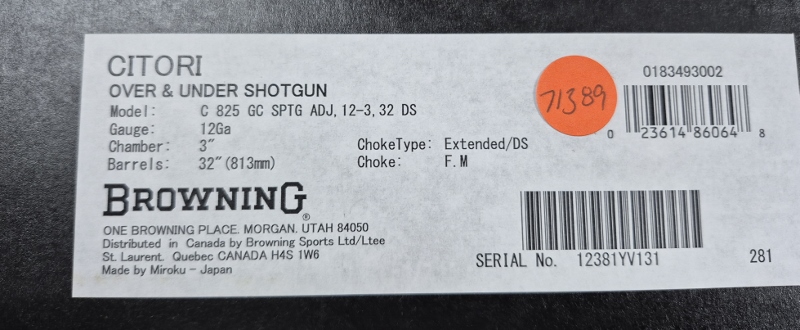 CITORI
OVER & UNDER SHOTGUN
Model: C 825 GC SPTG ADJ,12-3,32 DS
Gauge: 12Ga
Chamber: 3"
Barrels: 32"(813mm)
ChokeType: Extended/DS
Choke: F.M
71389
0183493002
0 23614 86064 8
BROWNING®
ONE BROWNING PLACE. MORGAN. UTAH 84050
Distributed in Canada by Browning Sports Ltd/Ltee
St. Laurent. Quebec CANADA H4S 1W6
Made by Miroku - Japan
SERIAL No. 12381YV131
281